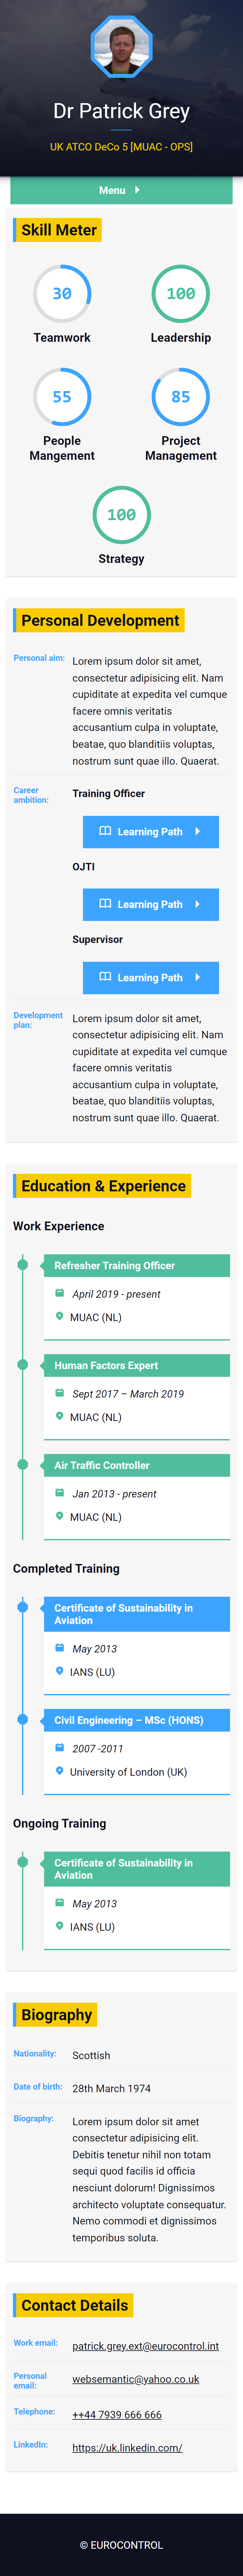 Dr Patrick Grey
UK ATCO DeCo 5 [MUAC - OPS]
Menu
Skill Meter
30
100
Teamwork
Leadership
55
85
People
Mangement
Project
Management
100
Strategy
Personal Development
Personal aim:
Lorem ipsum dolor sit amet,
consectetur adipisicing elit. Nam
cupiditate at expedita vel cumque
facere omnis veritatis
accusantium culpa in voluptate,
beatae, quo blanditiis voluptas,
nostrum sunt quae illo. Quaerat.
Career
ambition:
Training Officer
Learning Path
OJTI
Learning Path
Supervisor
Learning Path
Development
plan:
Lorem ipsum dolor sit amet,
consectetur adipisicing elit. Nam
cupiditate at expedita vel cumque
facere omnis veritatis
accusantium culpa in voluptate,
beatae, quo blanditiis voluptas,
nostrum sunt quae illo. Quaerat.
Education & Experience
Work Experience
Refresher Training Officer
April 2019 - present
MUAC (NL)
Human Factors Expert
Sept 2017 – March 2019
MUAC (NL)
Air Traffic Controller
Jan 2013 - present
MUAC (NL)
Completed Training
Certificate of Sustainability in
Aviation
May 2013
IANS (LU)
Civil Engineering – MSc (HONS)
2007 -2011
University of London (UK)
Ongoing Training
Certificate of Sustainability in
Aviation
May 2013
IANS (LU)
Biography
Nationality:
Scottish
Date of birth:
28th March 1974
Biography:
Lorem ipsum dolor sit amet
consectetur adipisicing elit.
Debitis tenetur nihil non totam
sequi quod facilis id officia
nesciunt dolorum! Dignissimos
architecto voluptate consequatur.
Nemo commodi et dignissimos
temporibus soluta.
Contact Details
Work email:
patrick.grey.ext@eurocontrol.int
Personal
email:
websemantic@yahoo.co.uk
Telephone:
++44 7939 666 666
LinkedIn:
https://uk.linkedin.com/
© EUROCONTROL